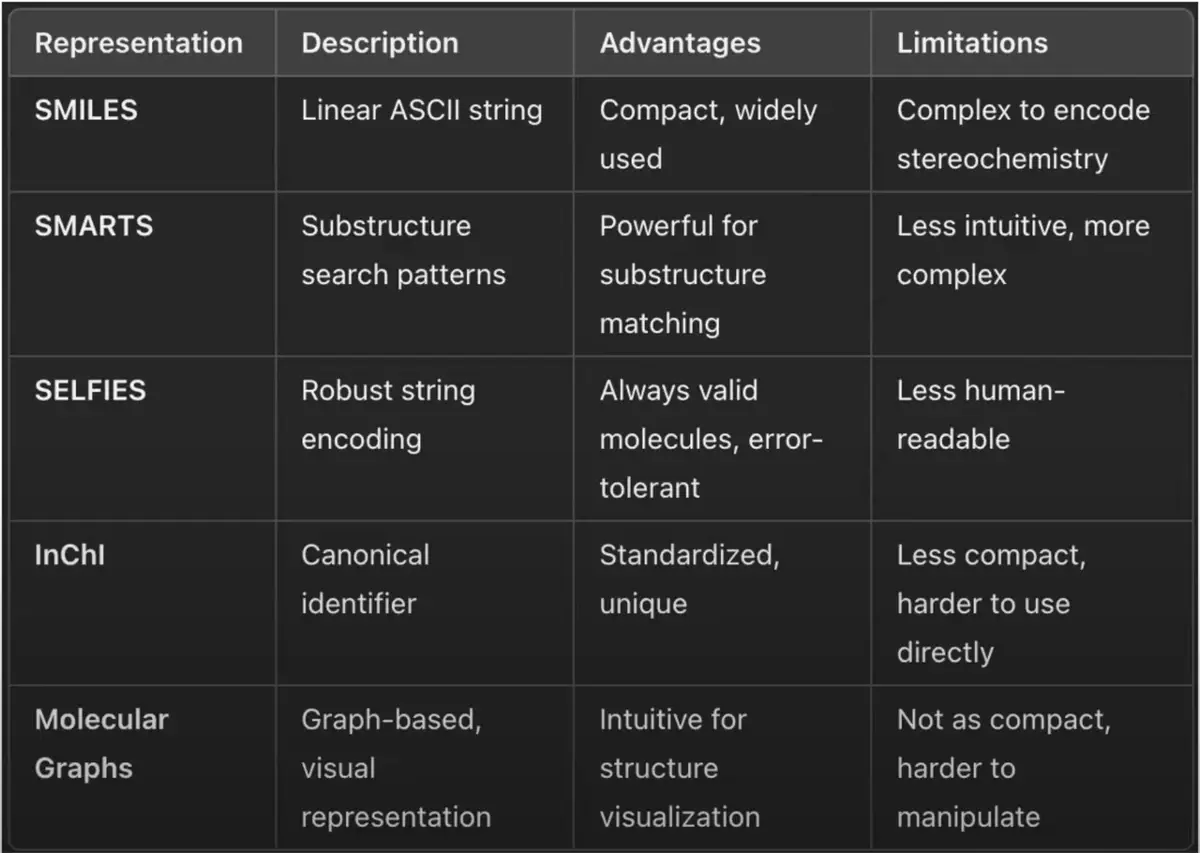 Representation Description Advantages Limitations
SMILES Linear ASCII string Compact, widely Complex to encode
used stereochemistry
SMARTS Substructure Powerful for Less intuitive, more
search patterns substructure complex
matching
SELFIES Robust string Always valid Less human-
encoding molecules, error- readable
tolerant
InChI Canonical Standardized, Less compact,
identifier unique harder to use
directly
Molecular Graph-based, Intuitive for Not as compact,
Graphs visual structure harder to
representation visualization manipulate